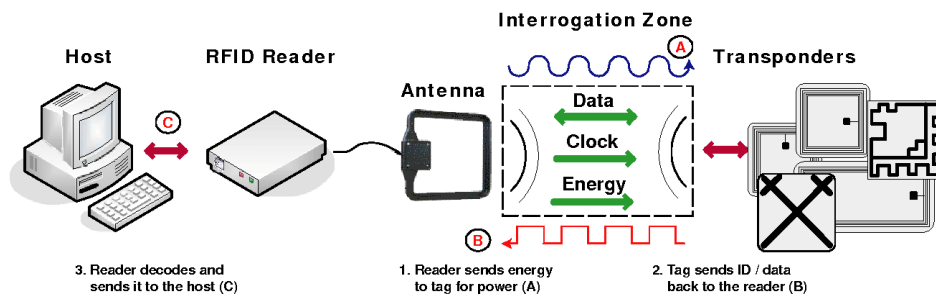 Interrogation Zone
Host
RFID Reader
A
Transponders
Antenna
Data
C
Clock
Energy
B
3. Reader decodes and
sends it to the host (C)
1. Reader sends energy
to tag for power (A)
2. Tag sends ID / data
back to the reader (B)